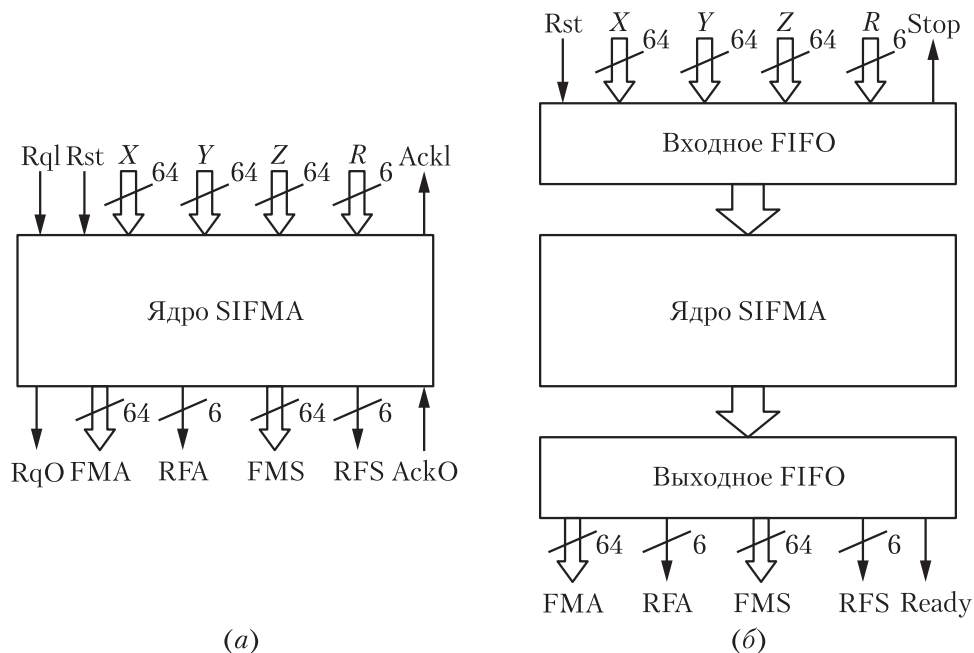 Rst X Y Z R Stop
64 64 64 6
Входное FIFO
RqI Rst X Y Z R AckI
64 64 64 6
Ядро SIFMA
Ядро SIFMA
64 6 64 6
RqO FMA RFA FMS RFS AckO
Выходное FIFO
64 6 64 6
FMA RFA FMS RFS Ready
(а) (б)